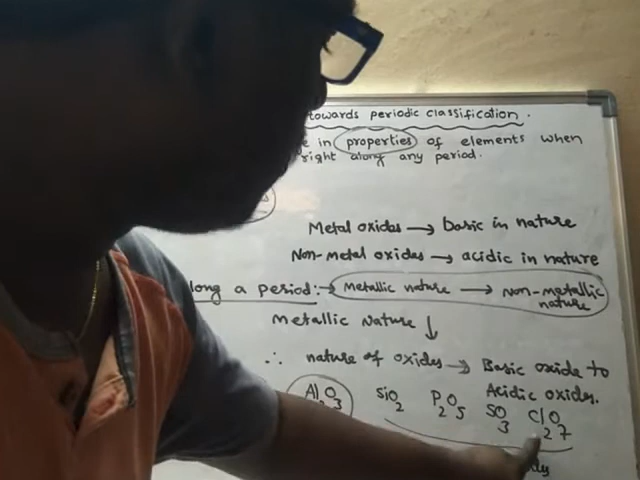 towards periodic classification.
in properties of elements when
right along any period.
Metal oxides → basic in nature
Non-metal oxides → acidic in nature
along a period:→ Metallic nature → Non-metallic nature
Metallic Nature ↓
∴ nature of oxides → Basic oxide to
Acidic oxides.
Al2O3 SiO2 P2O5 SO3 Cl2O7